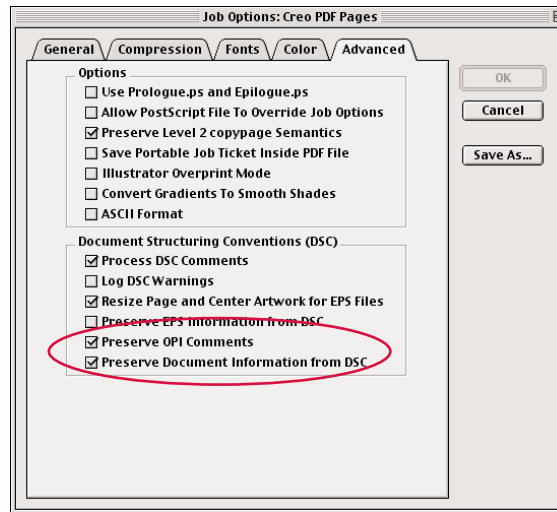 Job Options: Creo PDF Pages
General Compression Fonts Color Advanced
Options
Use Prologue.ps and Epilogue.ps
Allow PostScript File To Override Job Options
Preserve Level 2 copypage Semantics
Save Portable Job Ticket Inside PDF File
Illustrator Overprint Mode
Convert Gradients To Smooth Shades
ASCII Format
Document Structuring Conventions (DSC)
Process DSC Comments
Log DSC Warnings
Resize Page and Center Artwork for EPS Files
Preserve EPS Information from DSC
Preserve OPI Comments
Preserve Document Information from DSC
OK
Cancel
Save As...